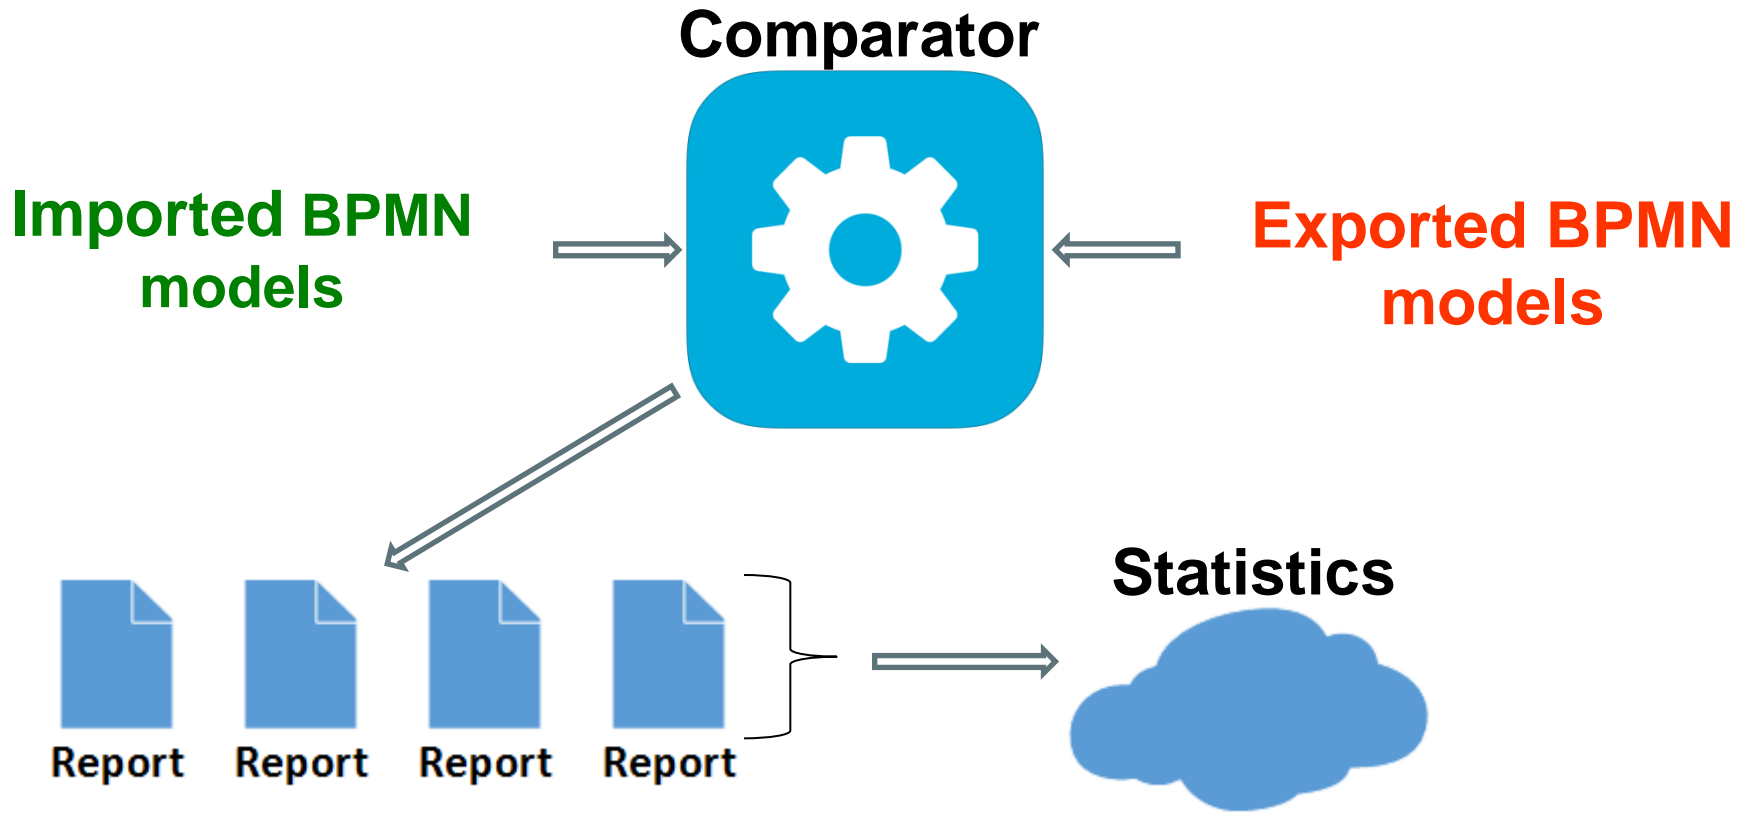 Comparator
Imported BPMN
models
Exported BPMN
models
Statistics
Report Report Report Report